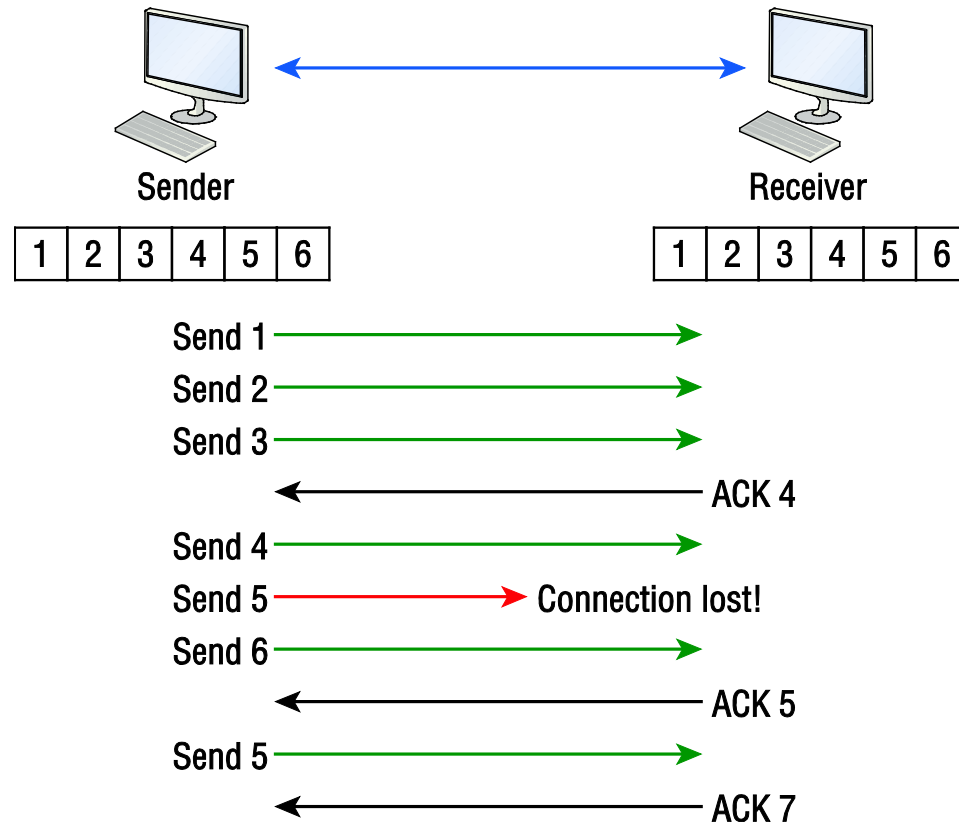 Sender Receiver
1 2 3 4 5 6 1 2 3 4 5 6
Send 1
Send 2
Send 3
ACK 4
Send 4
Send 5 Connection lost!
Send 6
ACK 5
Send 5
ACK 7